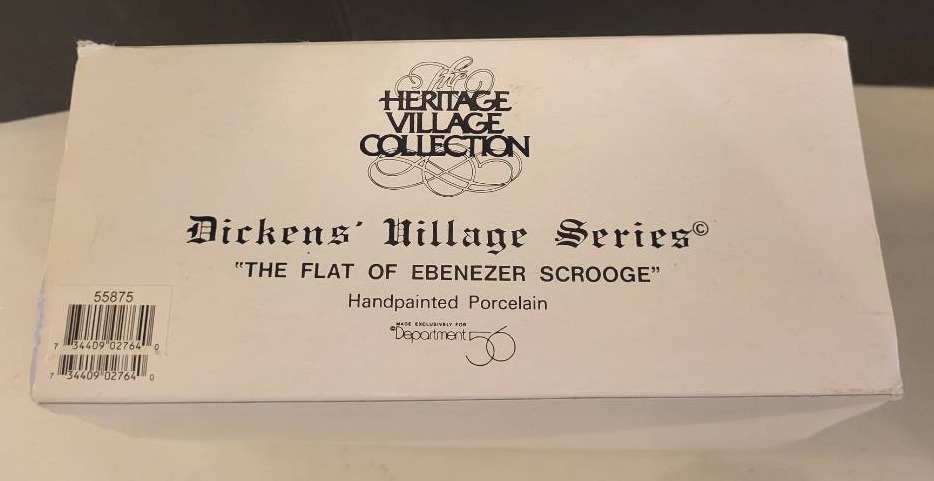 The
HERITAGE
VILLAGE
COLLECTION
Dickens' Village Series©
"THE FLAT OF EBENEZER SCROOGE"
Handpainted Porcelain
MADE EXCLUSIVELY FOR
©Department 56
55875
7 34409 02764 0
7 34409 02764 0